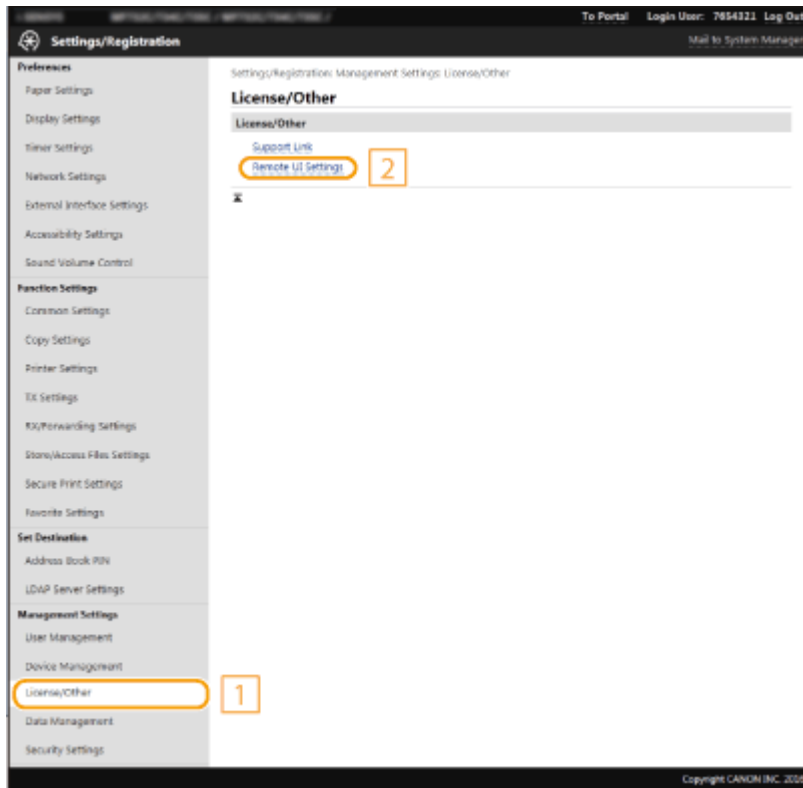 To Portal Login User: 7654321 Log Out
Settings/Registration
Mail to System Manager
Preferences
Paper Settings
Display Settings
Timer Settings
Network Settings
External Interface Settings
Accessibility Settings
Sound Volume Control
Function Settings
Common Settings
Copy Settings
Printer Settings
TX Settings
RX/Forwarding Settings
Store/Access Files Settings
Secure Print Settings
Favorite Settings
Set Destination
Address Book PIN
LDAP Server Settings
Management Settings
User Management
Device Management
License/Other
1
Data Management
Security Settings
Settings/Registration: Management Settings: License/Other
License/Other
License/Other
Support Link
Remote UI Settings
2
Copyright CANON INC. 2016